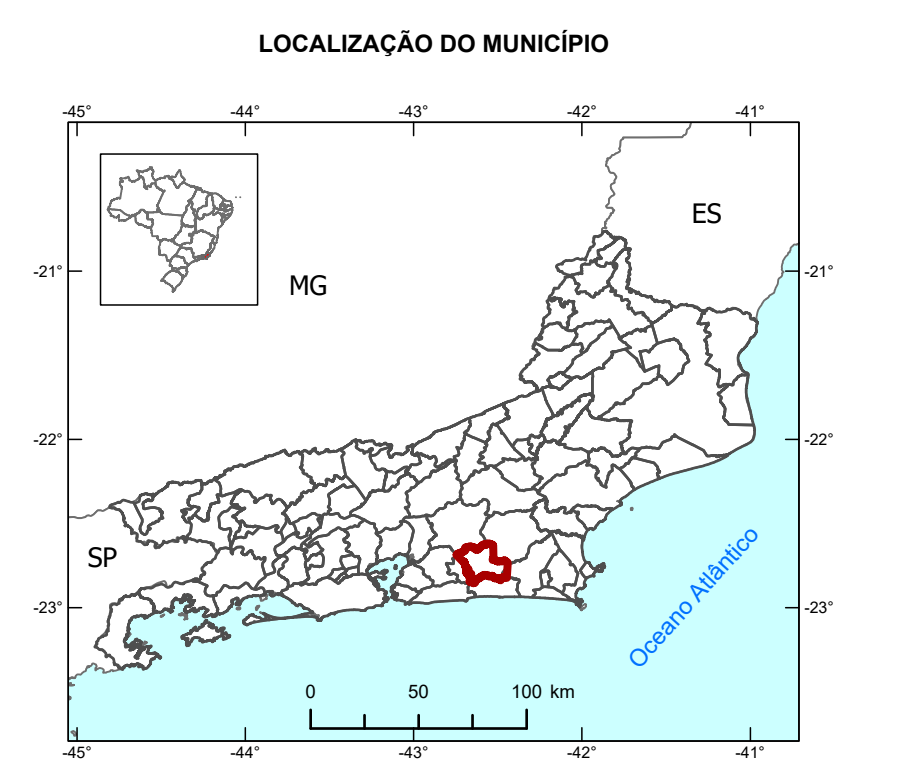 LOCALIZAÇÃO DO MUNICÍPIO
-45° -44° -43° -42° -41°
ES
MG
-21° -21°
-22° -22°
SP
Oceano Atlântico
-23° -23°
0 50 100 km
-45° -44° -43° -42° -41°